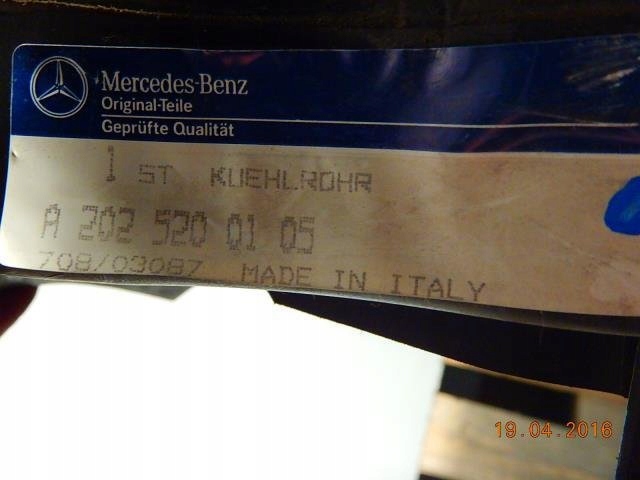 Mercedes-Benz
Original-Teile
Geprüfte Qualität
1 ST KUEHLROHR
A 202 520 01 05
708/03087 MADE IN ITALY
19.04.2016